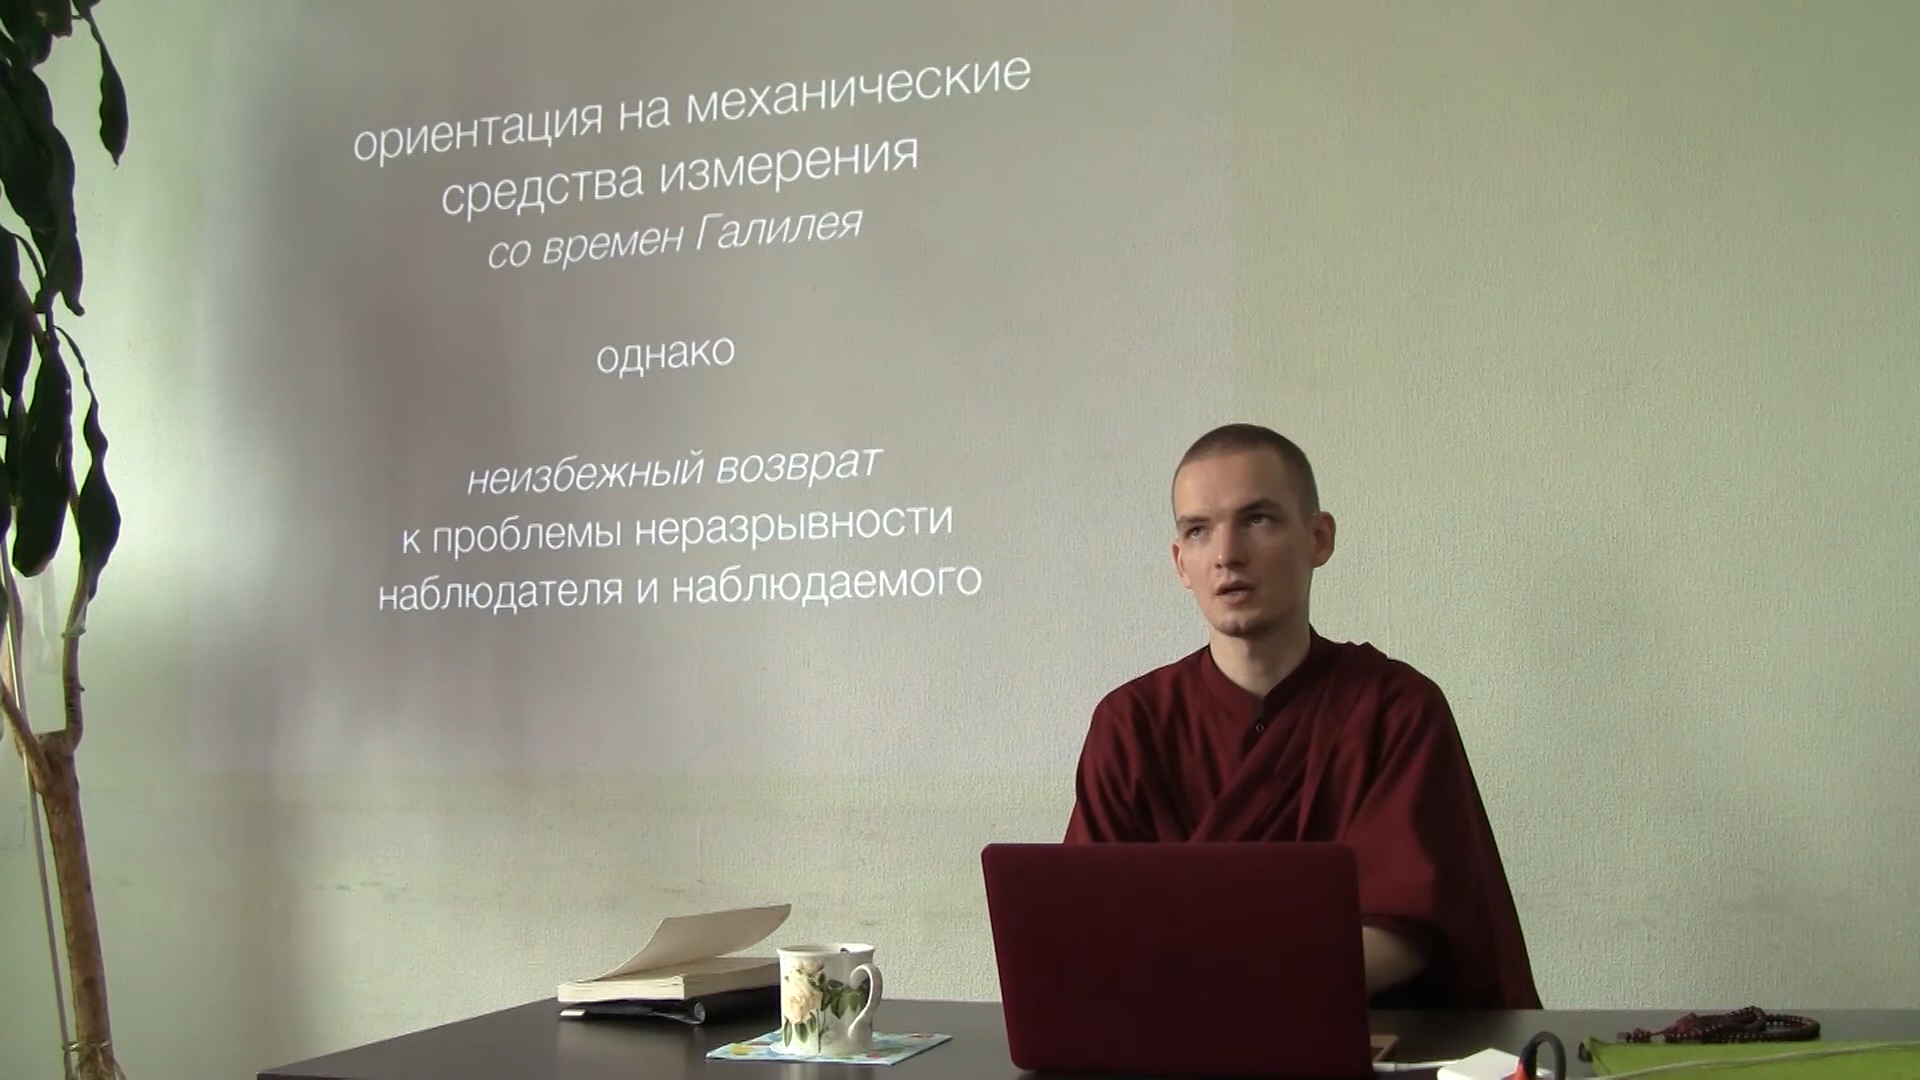 ориентация на механические
средства измерения
со времен Галилея
однако
неизбежный возврат
к проблемы неразрывности
наблюдателя и наблюдаемого